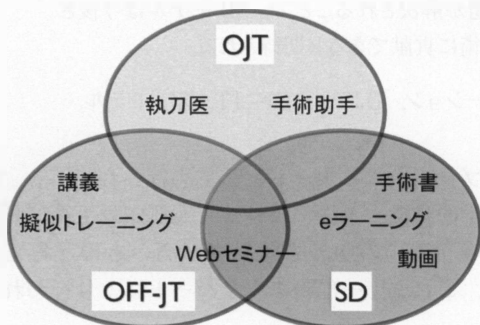 OJT
執刀医 手術助手
講義 手術書
擬似トレーニング eラーニング
Webセミナー 動画
OFF-JT SD